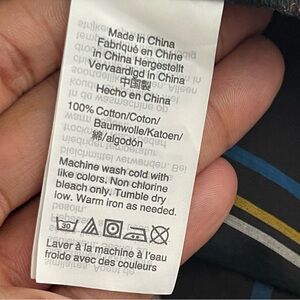 Made in China
Fabriqué en Chine
in China Hergestellt
Vervaardigd in China
中国製
Hecho en China
100% Cotton/Coton/
Baumwolle/Katoen/
綿/algodón
Machine wash cold with
like colors. Non chlorine
bleach only. Tumble dry
low. Warm iron as needed.
30
Laver à la machine à l'eau
froide avec des couleurs